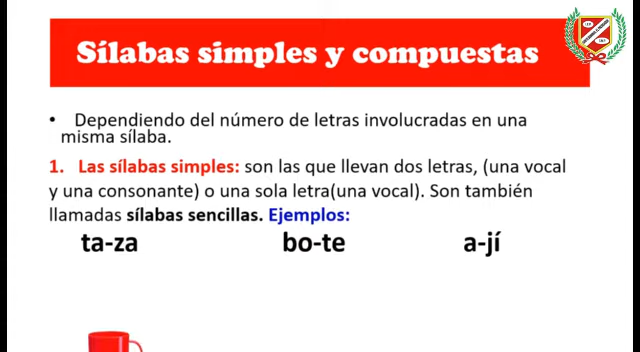 Sílabas simples y compuestas
• Dependiendo del número de letras involucradas en una
misma sílaba.
1. Las sílabas simples: son las que llevan dos letras, (una vocal
y una consonante) o una sola letra(una vocal). Son también
llamadas sílabas sencillas. Ejemplos:
ta-za bo-te a-jí